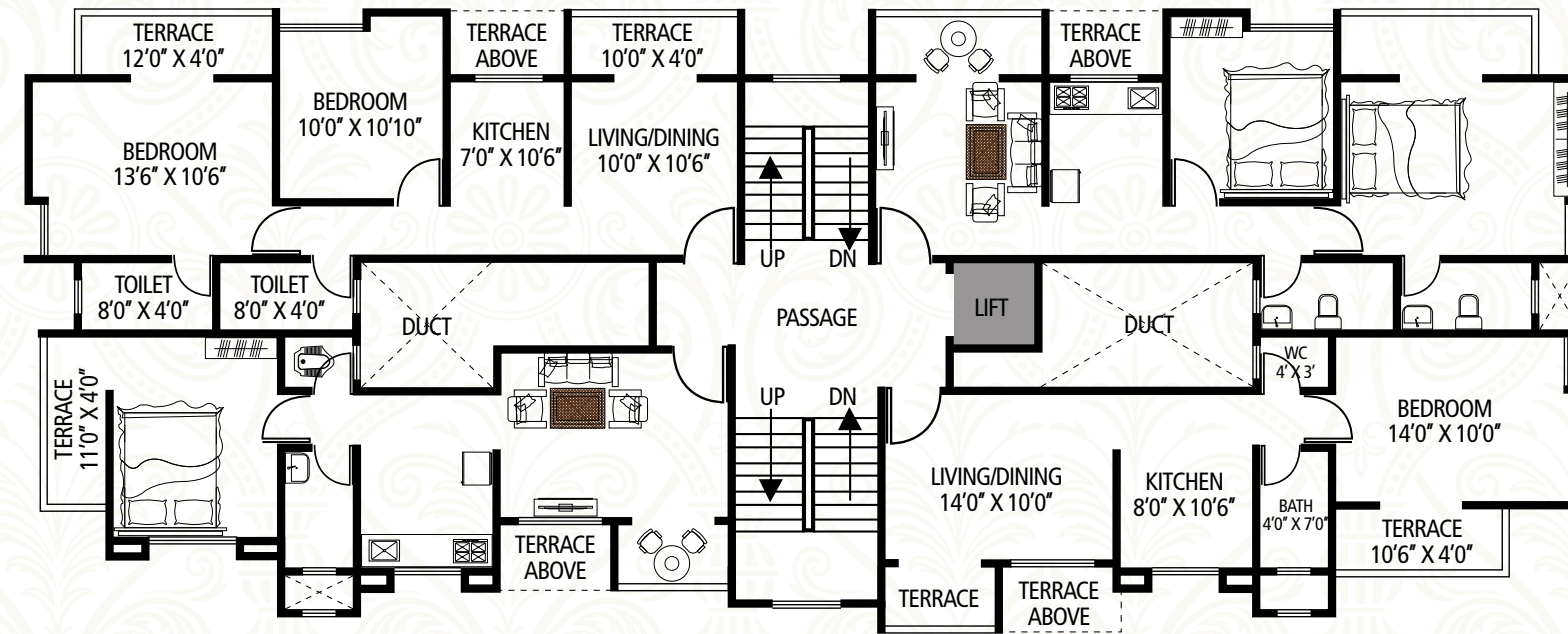 TERRACE
12'0" X 4'0"
BEDROOM
10'0" X 10'10"
TERRACE
ABOVE
TERRACE
10'0" X 4'0"
TERRACE
ABOVE
BEDROOM
13'6" X 10'6"
KITCHEN
7'0" X 10'6"
LIVING/DINING
10'0" X 10'6"
UP
DN
TOILET
8'0" X 4'0"
TOILET
8'0" X 4'0"
DUCT
PASSAGE
LIFT
DUCT
WC
4' X 3'
TERRACE
11'0" X 4'0"
UP
DN
BEDROOM
14'0" X 10'0"
LIVING/DINING
14'0" X 10'0"
KITCHEN
8'0" X 10'6"
BATH
4'0" X 7'0"
TERRACE
10'6" X 4'0"
TERRACE
ABOVE
TERRACE
TERRACE
ABOVE